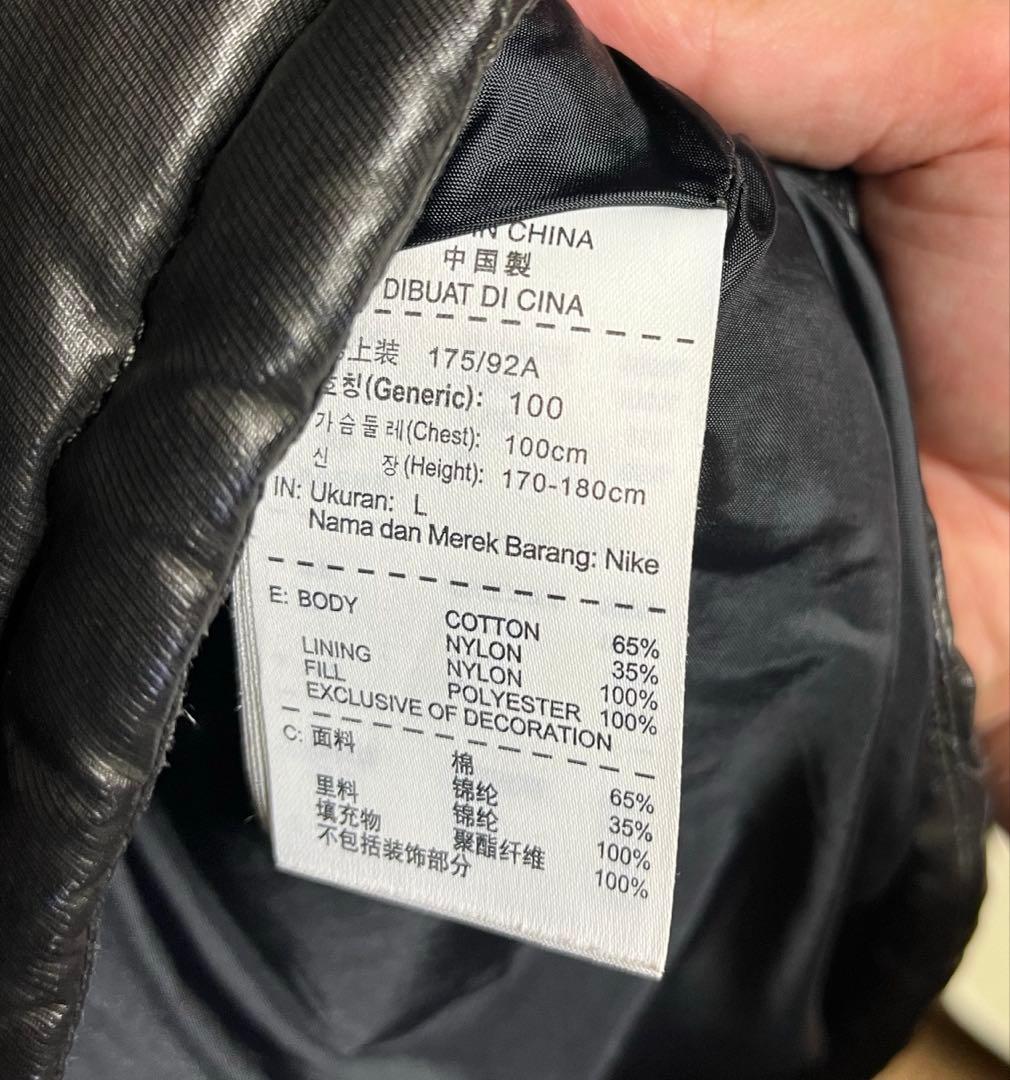 IN CHINA
中国製
DIBUAT DI CINA
上装 175/92A
호칭(Generic): 100
가슴둘레(Chest): 100cm
신 장(Height): 170-180cm
IN: Ukuran: L
Nama dan Merek Barang: Nike
E: BODY COTTON 65%
NYLON 35%
LINING NYLON 100%
FILL POLYESTER 100%
EXCLUSIVE OF DECORATION
C: 面料 棉 65%
锦纶 35%
里料 锦纶 100%
填充物 聚酯纤维 100%
不包括装饰部分